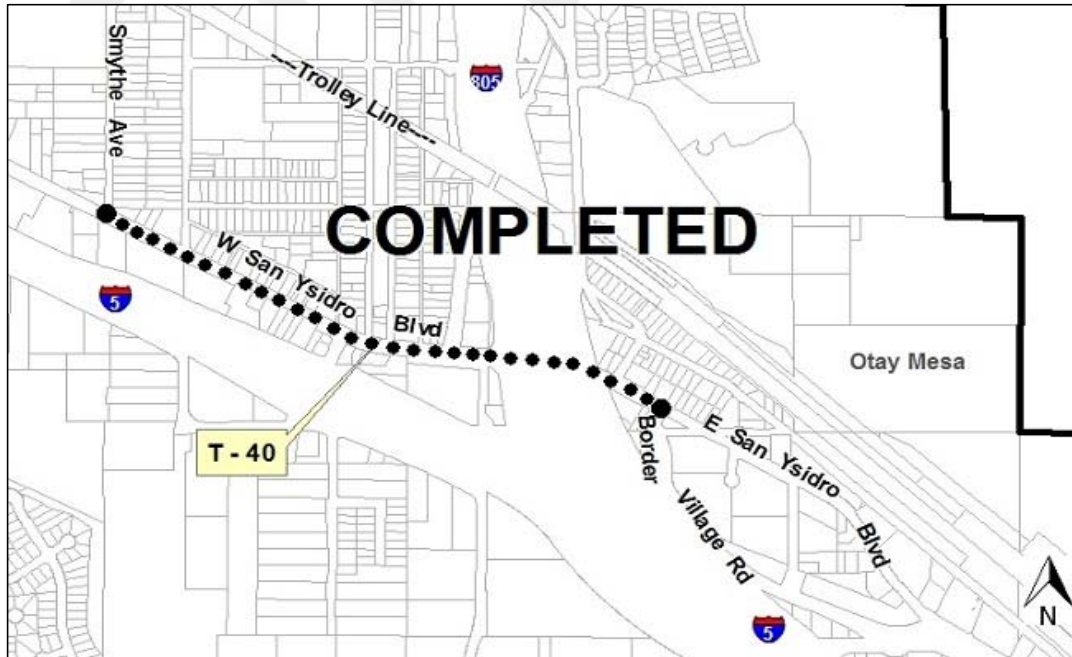 Smythe Ave
----Trolley Line----
805
COMPLETED
W San Ysidro Blvd
5
Otay Mesa
T - 40
E San Ysidro Blvd
Border Village Rd
N
5